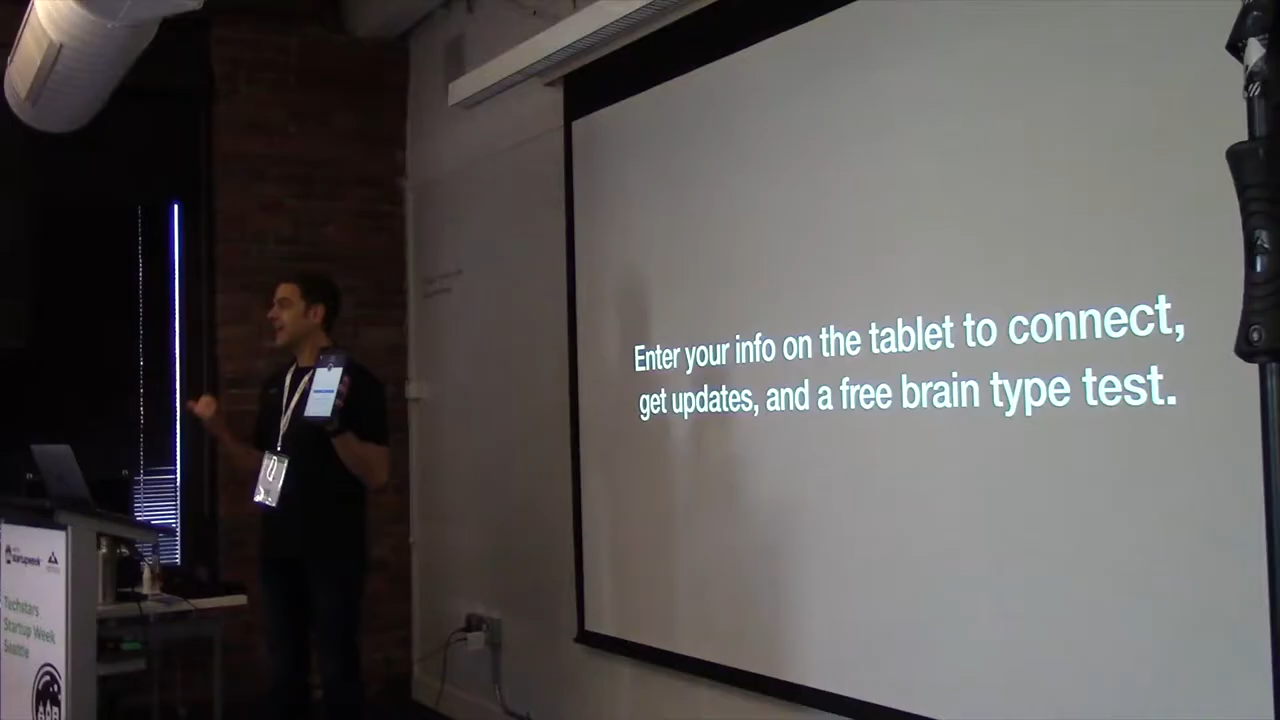 Enter your info on the tablet to connect,
get updates, and a free brain type test.
startupweek
Techstars
Startup Week
Seattle